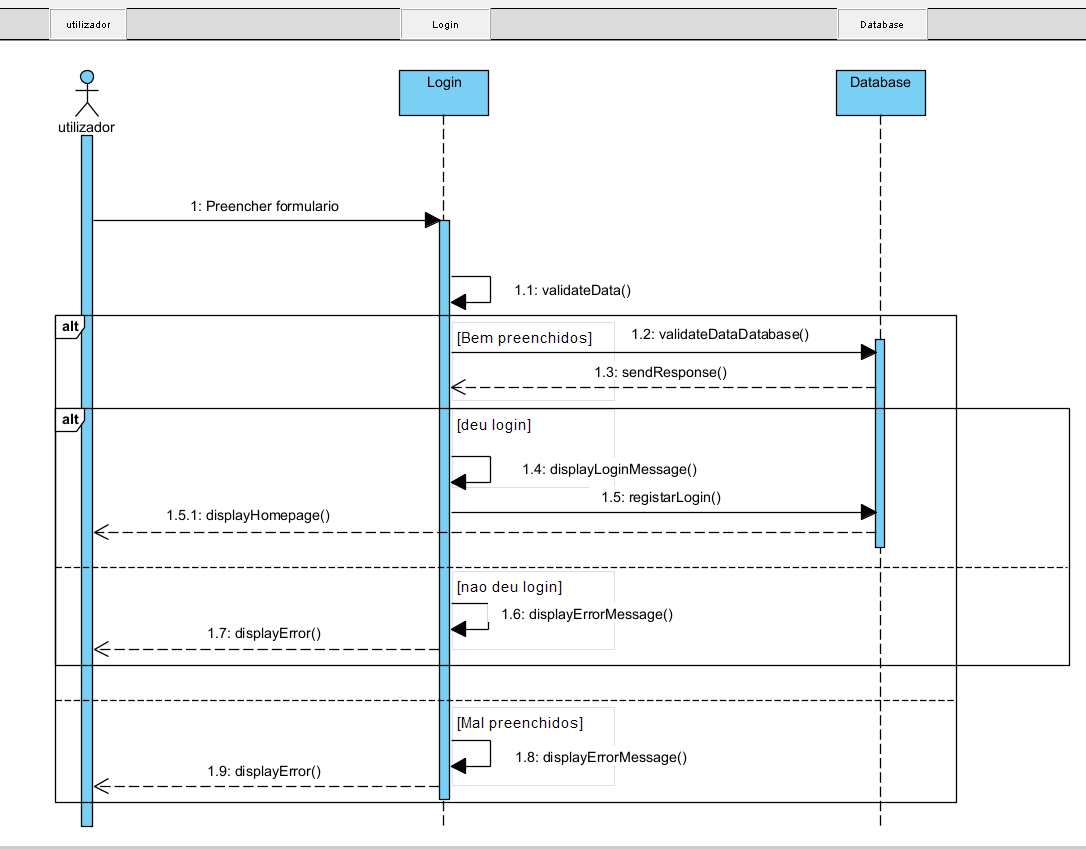 utilizador
Login
Database
Login
Database
utilizador
1: Preencher formulario
1.1: validateData()
alt
[Bem preenchidos]
1.2: validateDataDatabase()
1.3: sendResponse()
alt
[deu login]
1.4: displayLoginMessage()
1.5: registarLogin()
1.5.1: displayHomepage()
[nao deu login]
1.6: displayErrorMessage()
1.7: displayError()
[Mal preenchidos]
1.8: displayErrorMessage()
1.9: displayError()